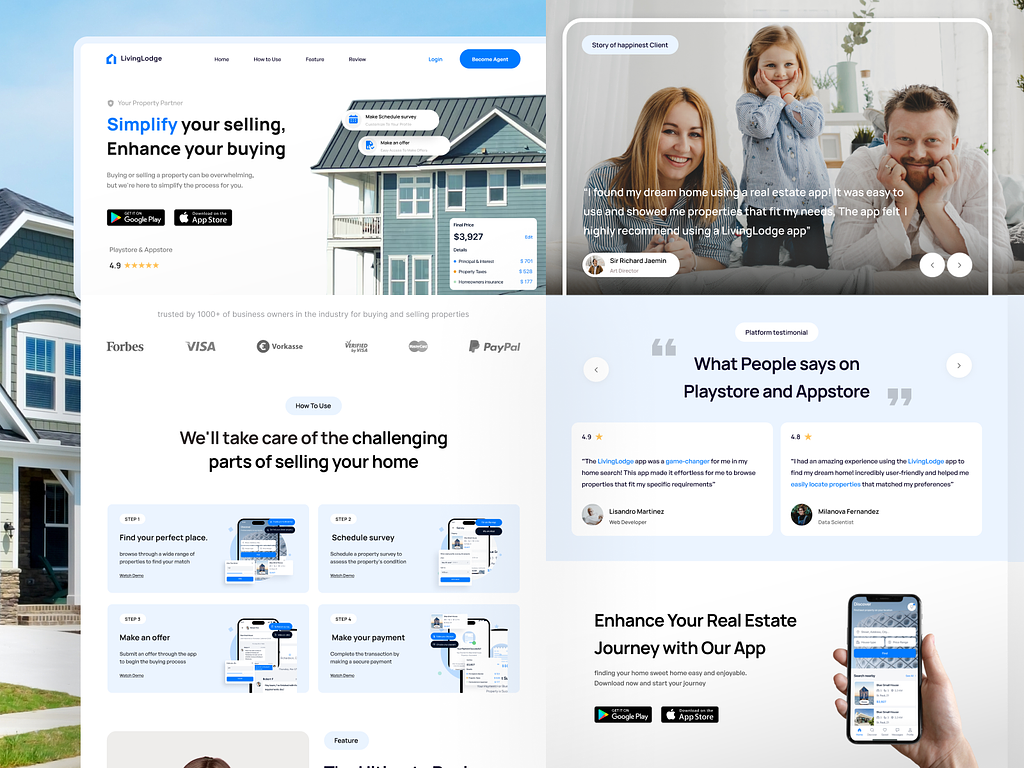 LivingLodge
Home
How to Use
Feature
Review
Login
Become Agent
Your Property Partner
Simplify your selling,
Enhance your buying
Buying or selling a property can be overwhelming,
but we're here to simplify the process for you.
GET IT ON
Google Play
Download on the
App Store
Playstore & Appstore
4.9
Make Schedule survey
Make an offer
Final Price
$3,927
Edit
Details
Principal & Interest $ 701
Property Taxes $ 528
Homeowners Insurance $ 177
trusted by 1000+ of business owners in the industry for buying and selling properties
Forbes
VISA
Vorkasse
VERIFIED
by VISA
MasterCard
PayPal
How To Use
We'll take care of the challenging
parts of selling your home
STEP 1
Find your perfect place.
browse through a wide range of
properties to find your match
Watch Demo
STEP 2
Schedule survey
Schedule a property survey to
assess the property's condition
Watch Demo
STEP 3
Make an offer
Submit an offer through the app
to begin the buying process
Watch Demo
STEP 4
Make your payment
Complete the transaction by
making a secure payment
Watch Demo
Feature
Story of happinest Client
"I found my dream home using a real estate app! It was easy to
use and showed me properties that fit my needs, The app felt I
highly recommend using a LivingLodge app"
Sir Richard Jaemin
Art Director
Platform testimonial
What People says on
Playstore and Appstore
4.9
"The LivingLodge app was a game-changer for me in my
home search! This app made it effortless for me to browse
properties that fit my specific requirements"
Lisandro Martinez
Web Developer
4.8
"I had an amazing experience using the LivingLodge app to
find my dream home! incredibly user-friendly and helped me
easily locate properties that matched my preferences"
Milanova Fernandez
Data Scientist
Enhance Your Real Estate
Journey with Our App
finding your home sweet home easy and enjoyable.
Download now and start your journey
GET IT ON
Google Play
Download on the
App Store
Discover
Search nearby